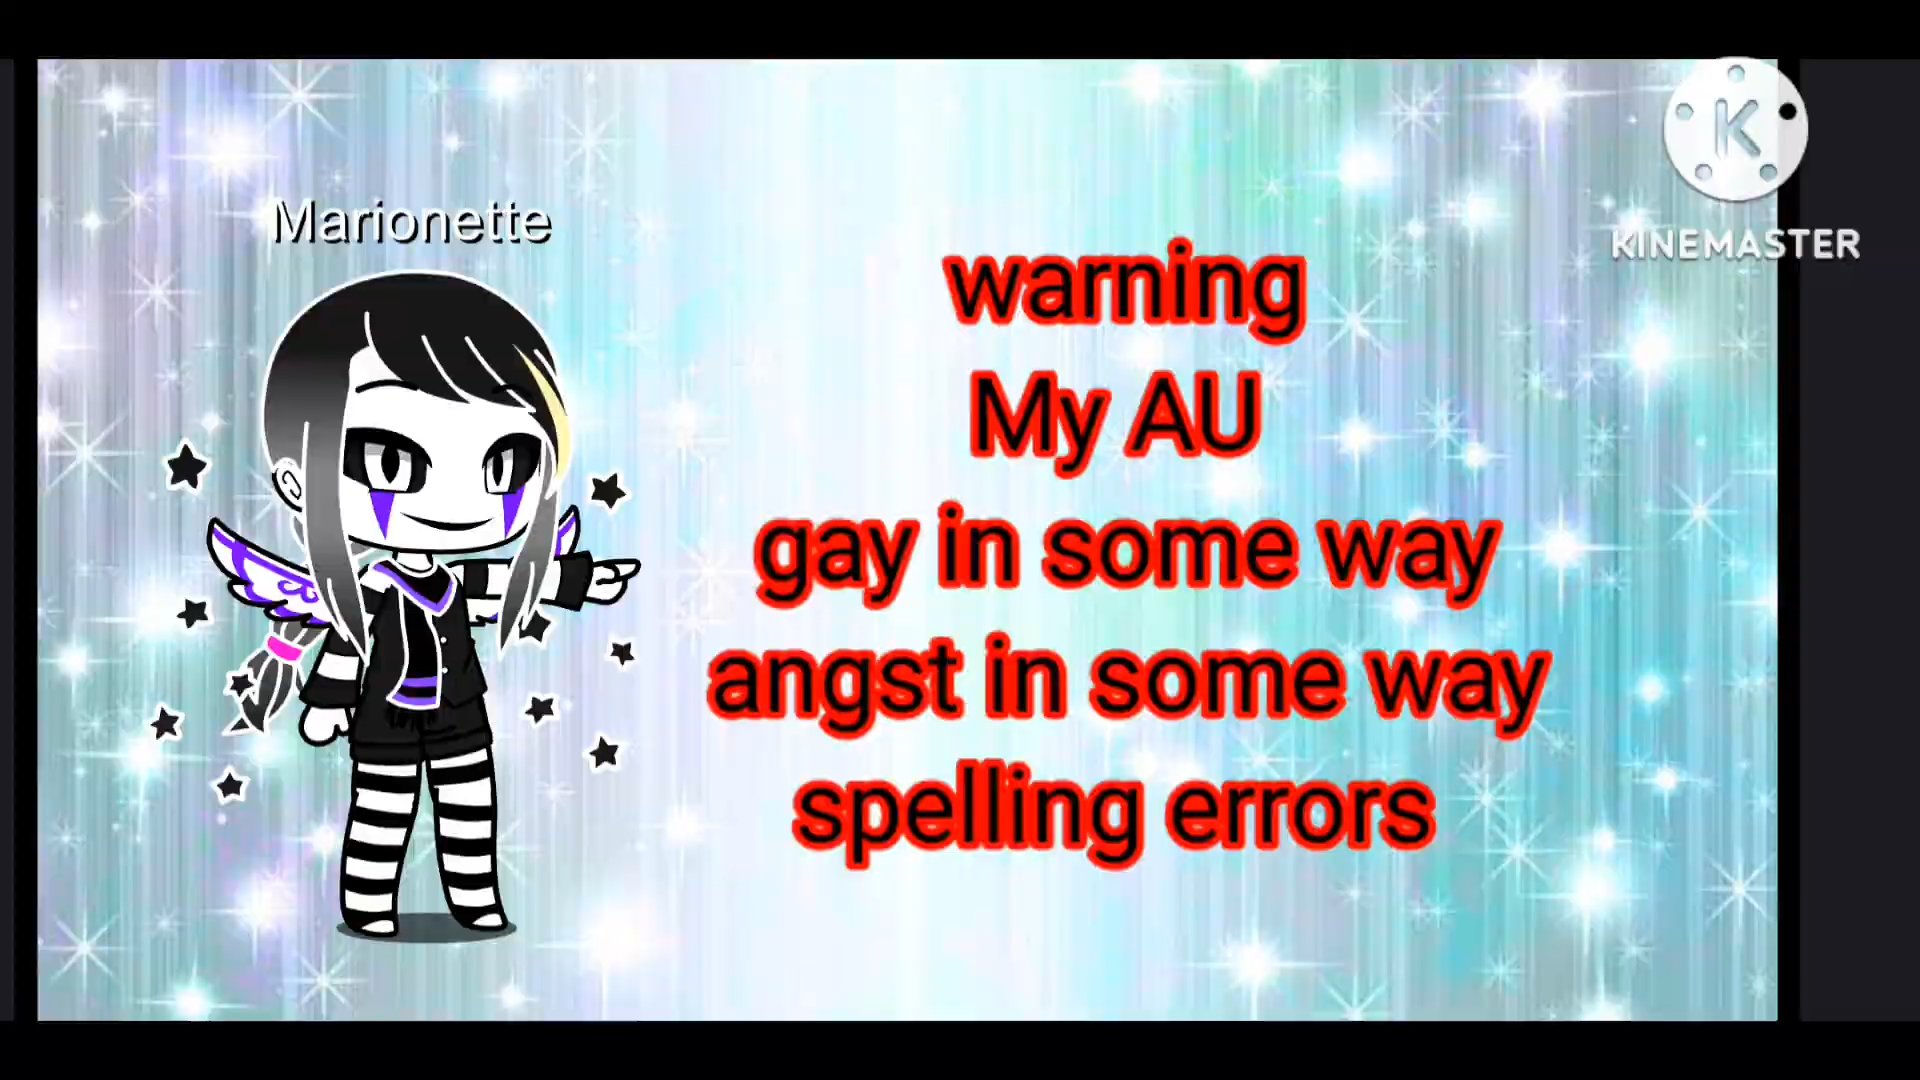 Marionette
K
KINEMASTER
warning
My AU
gay in some way
angst in some way
spelling errors